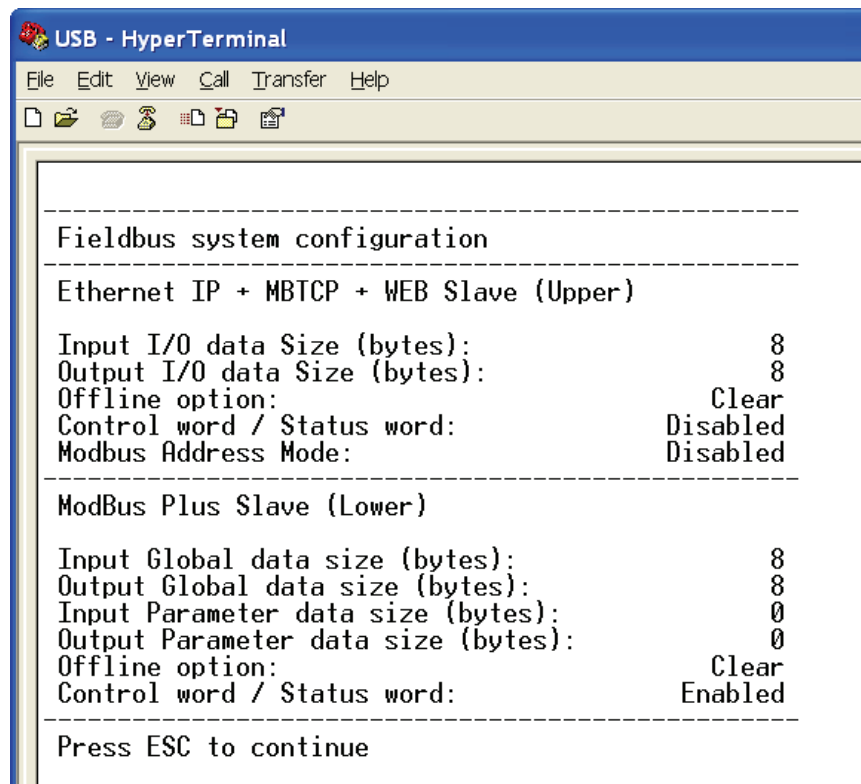 USB - HyperTerminal
File Edit View Call Transfer Help
Fieldbus system configuration
Ethernet IP + MBTCP + WEB Slave (Upper)
Input I/O data Size (bytes): 8
Output I/O data Size (bytes): 8
Offline option: Clear
Control word / Status word: Disabled
Modbus Address Mode: Disabled
ModBus Plus Slave (Lower)
Input Global data size (bytes): 8
Output Global data size (bytes): 8
Input Parameter data size (bytes): 0
Output Parameter data size (bytes): 0
Offline option: Clear
Control word / Status word: Enabled
Press ESC to continue